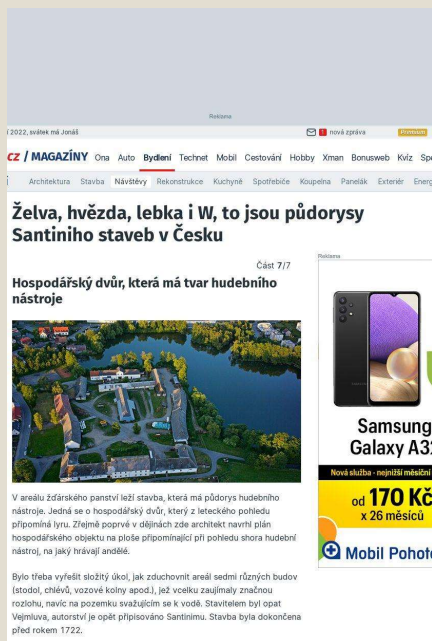 Reklama
í 2022, svátek má Jonáš
nová zpráva Premium
cz / MAGAZÍNY Ona Auto Bydlení Technet Mobil Cestování Hobby Xman Bonusweb Kvíz Spo
Architektura Stavba Návštěvy Rekonstrukce Kuchyně Spotřebiče Koupelna Panelák Exteriér Energ
Želva, hvězda, lebka i W, to jsou půdorysy
Santiniho staveb v Česku
Reklama
Část 7/7
Hospodářský dvůr, která má tvar hudebního
nástroje
V areálu žďárského panství leží stavba, která má půdorys hudebního
nástroje. Jedná se o hospodářský dvůr, který z leteckého pohledu
připomíná lyru. Zřejmě poprvé v dějinách zde architekt navrhl plán
hospodářského objektu na ploše připomínající při pohledu shora hudební
nástroj, na jaký hrávají andělé.
Bylo třeba vyřešit složitý úkol, jak zduchovnit areál sedmi různých budov
(stodol, chlévů, vozové kolny apod.), jež vcelku zaujímaly značnou
rozlohu, navíc na pozemku svažujícím se k vodě. Stavitelem byl opat
Vejmluva, autorství je opět připisováno Santinimu. Stavba byla dokončena
před rokem 1722.
Samsung
Galaxy A32
Nová služba - nejnižší měsíční
od 170 Kč
x 26 měsíců
Mobil Pohoto